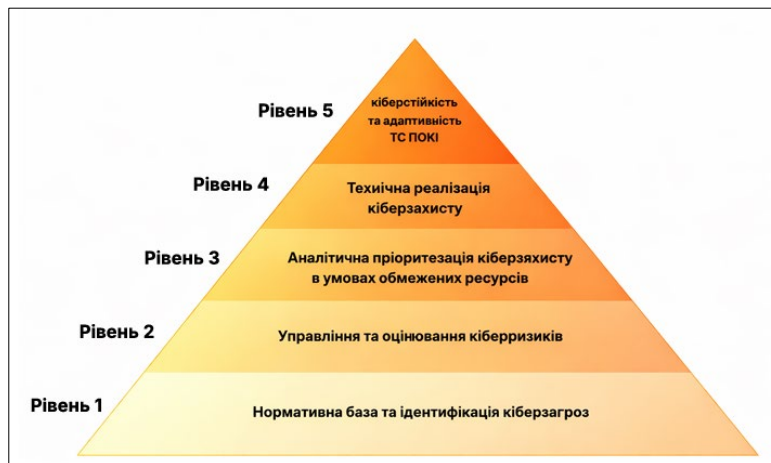 Рівень 5
кіберстійкість
та адаптивність
ТС ПОКІ
Рівень 4
Техиічна реалізація
кіберзахисту
Рівень 3
Аналітична пріоритезація кіберзяхисту
в умовах обмежених ресурсів
Рівень 2
Управління та оцінювання кіберризиків
Рівень 1
Нормативна база та ідентифікація кіберзагроз